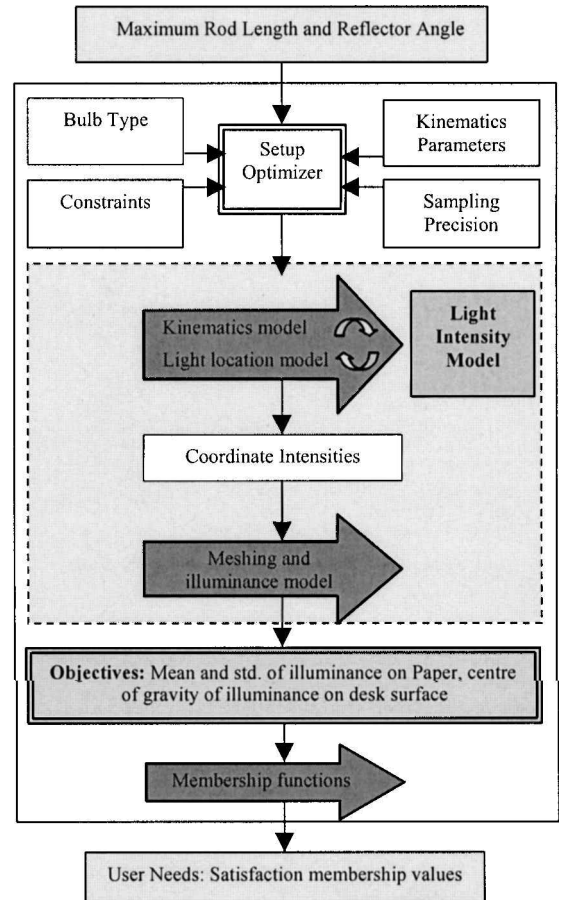 Maximum Rod Length and Reflector Angle
Bulb Type
Setup
Optimizer
Kinematics
Parameters
Constraints
Sampling
Precision
Kinematics model
Light location model
Light
Intensity
Model
Coordinate Intensities
Meshing and
illuminance model
Objectives: Mean and std. of illuminance on Paper, centre
of gravity of illuminance on desk surface
Membership functions
User Needs: Satisfaction membership values